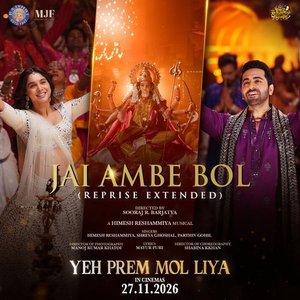 MJF
JAI AMBE BOL
(REPRISE EXTENDED)
DIRECTED BY
SOORAJ R. BARJATYA
A HIMESH RESHAMMIYA MUSICAL
SINGERS
HIMESH RESHAMMIYA, SHREYA GHOSHAL, PARTHIV GOHIL
DIRECTOR OF PHOTOGRAPHY
MANOJ KUMAR KHATOI
LYRICS
MAYUR PURI
DIRECTOR OF CHOREOGRAPHY
SHABINA KKHAN
YEH PREM MOL LIYA
IN CINEMAS
27.11.2026